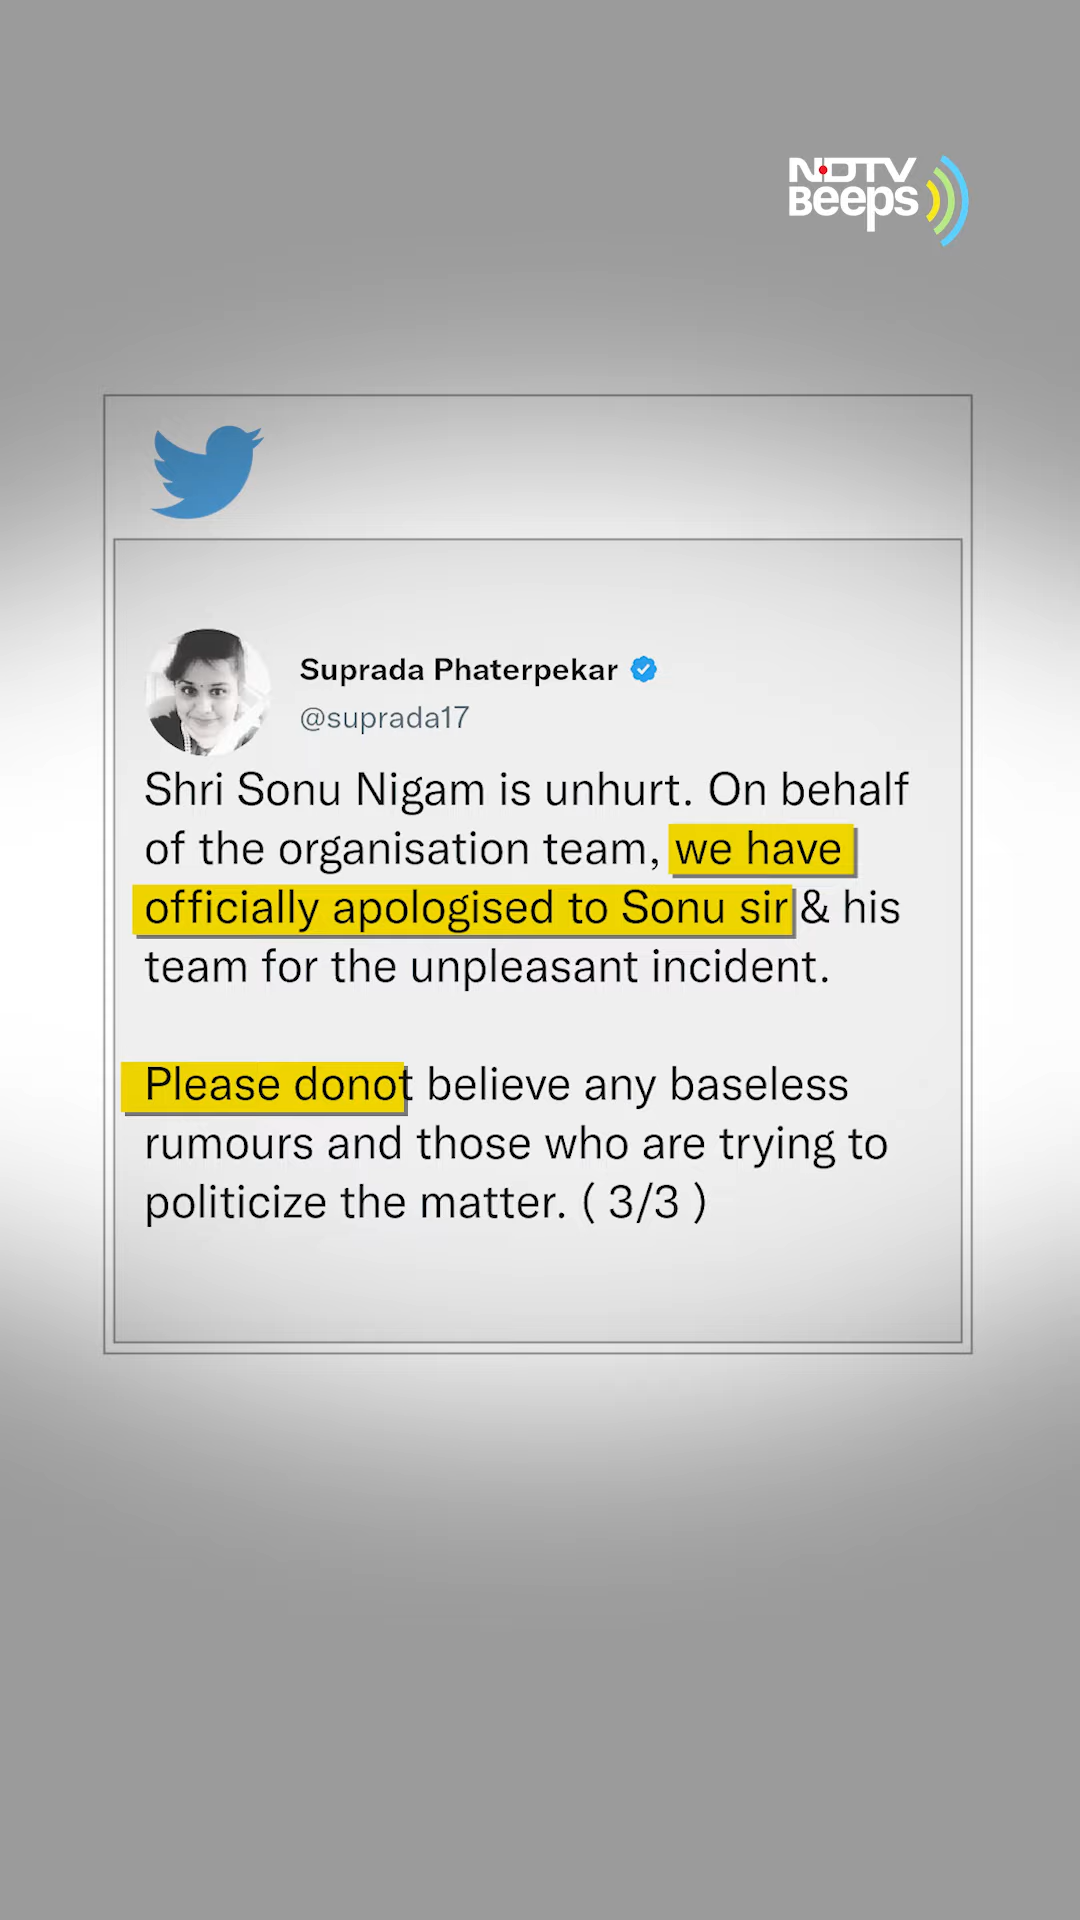 NDTV
Beeps
Suprada Phaterpekar
@suprada17
Shri Sonu Nigam is unhurt. On behalf
of the organisation team, we have
officially apologised to Sonu sir & his
team for the unpleasant incident.
Please donot believe any baseless
rumours and those who are trying to
politicize the matter. ( 3/3 )